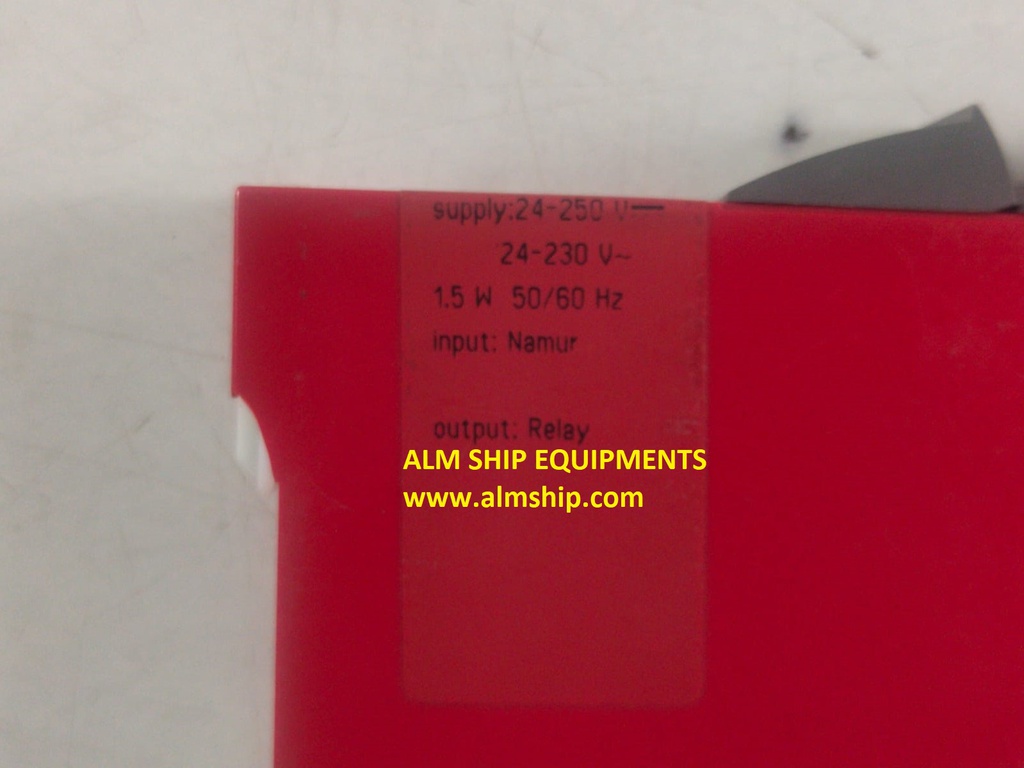 supply:24-250 V⎓
24-230 V~
1.5 W 50/60 Hz
input: Namur
output: Relay
ALM SHIP EQUIPMENTS
www.almship.com